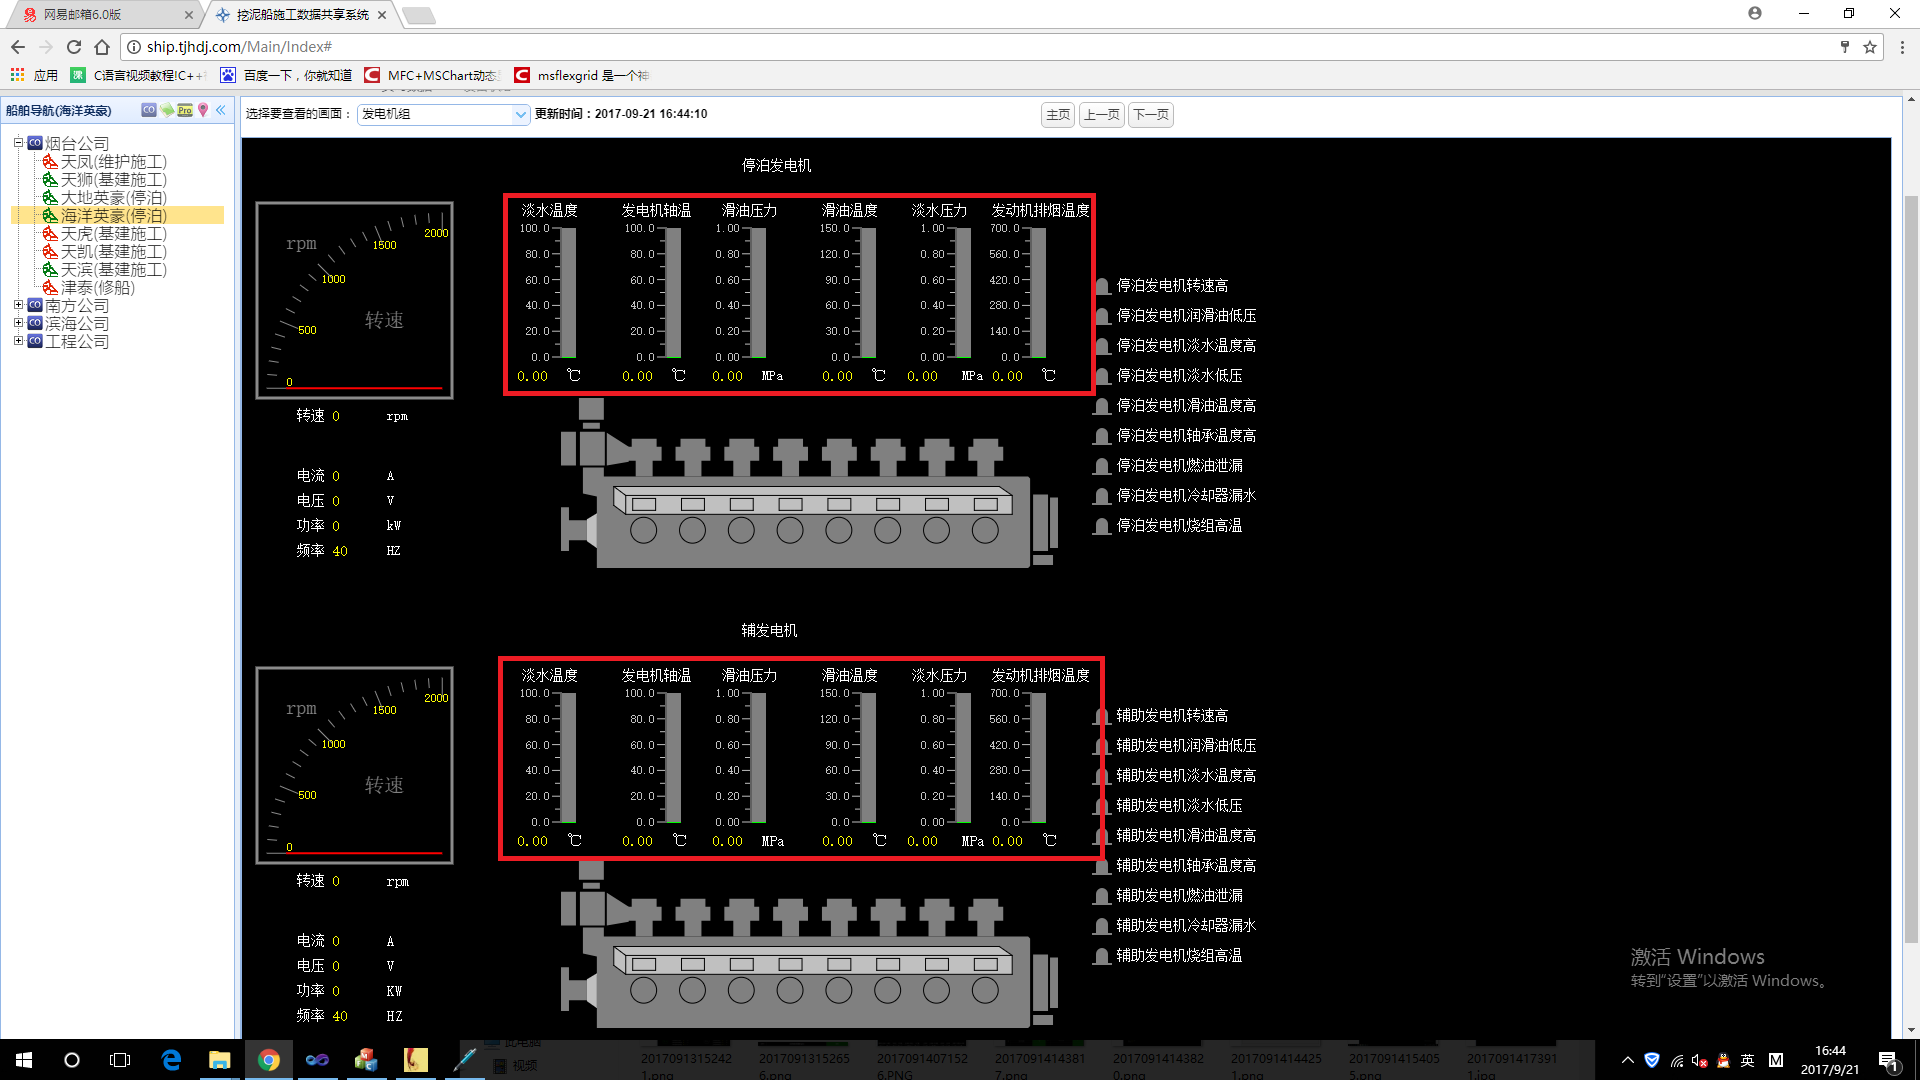 网易邮箱6.0版
挖泥船施工数据共享系统
ship.tjhdj.com/Main/Index#
应用
C语言视频教程!C++
百度一下，你就知道
MFC+MSChart动态
msflexgrid 是一个神
船舶导航(海洋英豪)
选择要查看的画面：
发电机组
更新时间：2017-09-21 16:44:10
主页
上一页
下一页
烟台公司
天凤(维护施工)
天狮(基建施工)
大地英豪(停泊)
海洋英豪(停泊)
天虎(基建施工)
天凯(基建施工)
天滨(基建施工)
津泰(修船)
南方公司
滨海公司
工程公司
停泊发电机
rpm
2000
1500
1000
500
0
转速
转速 0 rpm
电流 0 A
电压 0 V
功率 0 kW
频率 40 HZ
淡水温度 发电机轴温 滑油压力 滑油温度 淡水压力 发动机排烟温度
100.0 100.0 1.00 150.0 1.00 700.0
80.0 80.0 0.80 120.0 0.80 560.0
60.0 60.0 0.60 90.0 0.60 420.0
40.0 40.0 0.40 60.0 0.40 280.0
20.0 20.0 0.20 30.0 0.20 140.0
0.0 0.0 0.00 0.0 0.00 0.0
0.00 ℃ 0.00 ℃ 0.00 MPa 0.00 ℃ 0.00 MPa 0.00 ℃
停泊发电机转速高
停泊发电机润滑油低压
停泊发电机淡水温度高
停泊发电机淡水低压
停泊发电机滑油温度高
停泊发电机轴承温度高
停泊发电机燃油泄漏
停泊发电机冷却器漏水
停泊发电机烧组高温
辅发电机
rpm
2000
1500
1000
500
0
转速
转速 0 rpm
电流 0 A
电压 0 V
功率 0 KW
频率 40 HZ
淡水温度 发电机轴温 滑油压力 滑油温度 淡水压力 发动机排烟温度
100.0 100.0 1.00 150.0 1.00 700.0
80.0 80.0 0.80 120.0 0.80 560.0
60.0 60.0 0.60 90.0 0.60 420.0
40.0 40.0 0.40 60.0 0.40 280.0
20.0 20.0 0.20 30.0 0.20 140.0
0.0 0.0 0.00 0.0 0.00 0.0
0.00 ℃ 0.00 ℃ 0.00 MPa 0.00 ℃ 0.00 MPa 0.00 ℃
辅助发电机转速高
辅助发电机润滑油低压
辅助发电机淡水温度高
辅助发电机淡水低压
辅助发电机滑油温度高
辅助发电机轴承温度高
辅助发电机燃油泄漏
辅助发电机冷却器漏水
辅助发电机烧组高温
激活 Windows
转到“设置”以激活 Windows。
此电脑
视频
2017091315242
1.png
2017091315265
6.png
2017091407152
6.PNG
2017091414381
7.png
2017091414382
0.png
2017091414425
1.png
2017091415405
5.png
2017091417391
1.jpg
英
M
16:44
2017/9/21
1